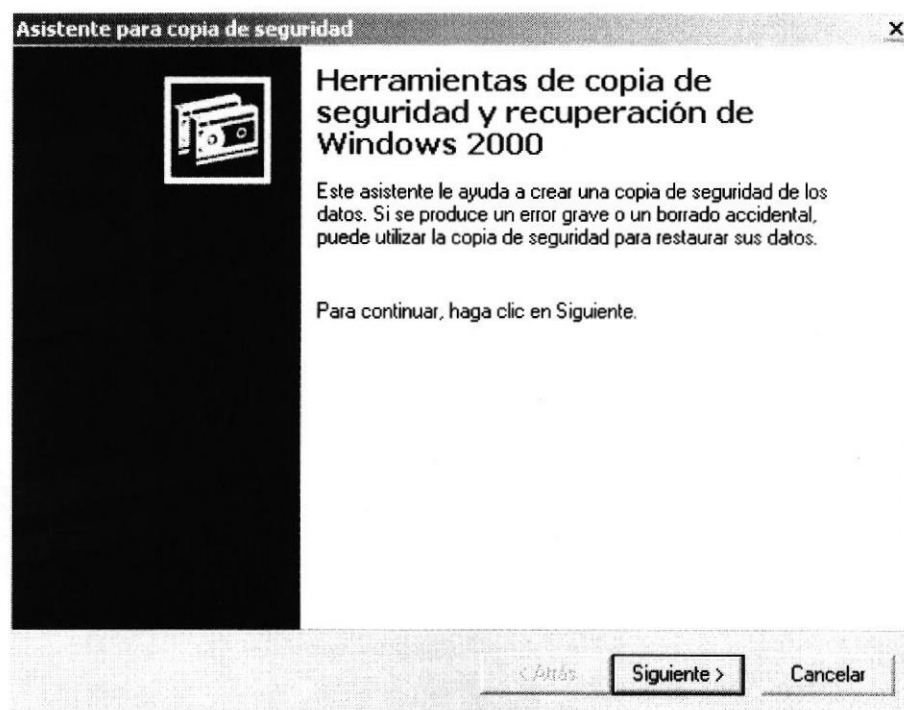 Asistente para copia de seguridad
Herramientas de copia de
seguridad y recuperación de
Windows 2000
Este asistente le ayuda a crear una copia de seguridad de los
datos. Si se produce un error grave o un borrado accidental,
puede utilizar la copia de seguridad para restaurar sus datos.
Para continuar, haga clic en Siguiente.
< Atrás
Siguiente >
Cancelar